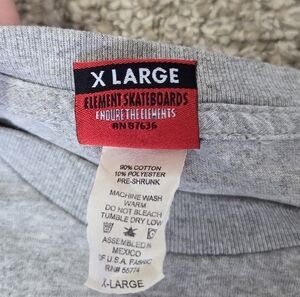 X LARGE
ELEMENT SKATEBOARDS
ENDURE THE ELEMENTS
RN 87636
90% COTTON
10% POLYESTER
PRE-SHRUNK
MACHINE WASH
WARM
DO NOT BLEACH
TUMBLE DRY LOW
ASSEMBLED IN
MEXICO
OF U.S.A. FABRIC
RN# 55774
X-LARGE